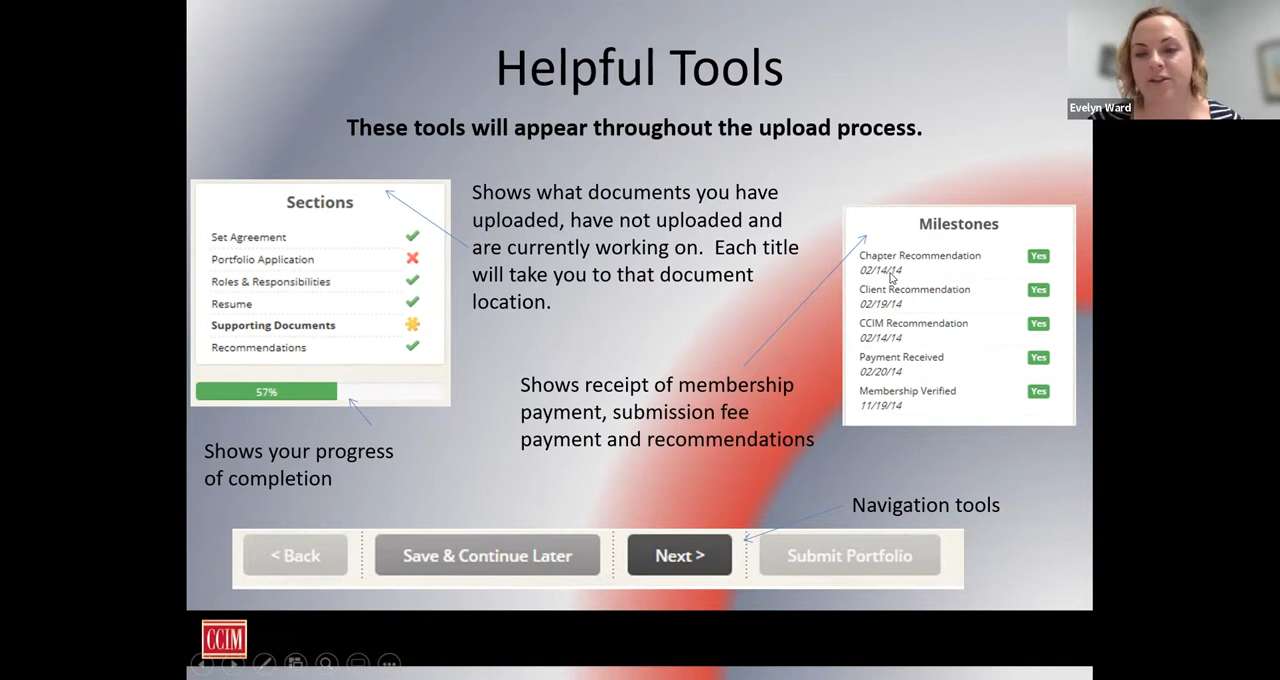 Helpful Tools
These tools will appear throughout the upload process.
Evelyn Ward
Sections
Set Agreement
Portfolio Application
Roles & Responsibilities
Resume
Supporting Documents
Recommendations
57%
Shows what documents you have
uploaded, have not uploaded and
are currently working on. Each title
will take you to that document
location.
Milestones
Chapter Recommendation Yes
02/14/14
Client Recommendation Yes
02/19/14
CCIM Recommendation Yes
02/14/14
Payment Received Yes
02/20/14
Membership Verified Yes
11/19/14
Shows receipt of membership
payment, submission fee
payment and recommendations
Shows your progress
of completion
Navigation tools
< Back Save & Continue Later Next > Submit Portfolio
CCIM